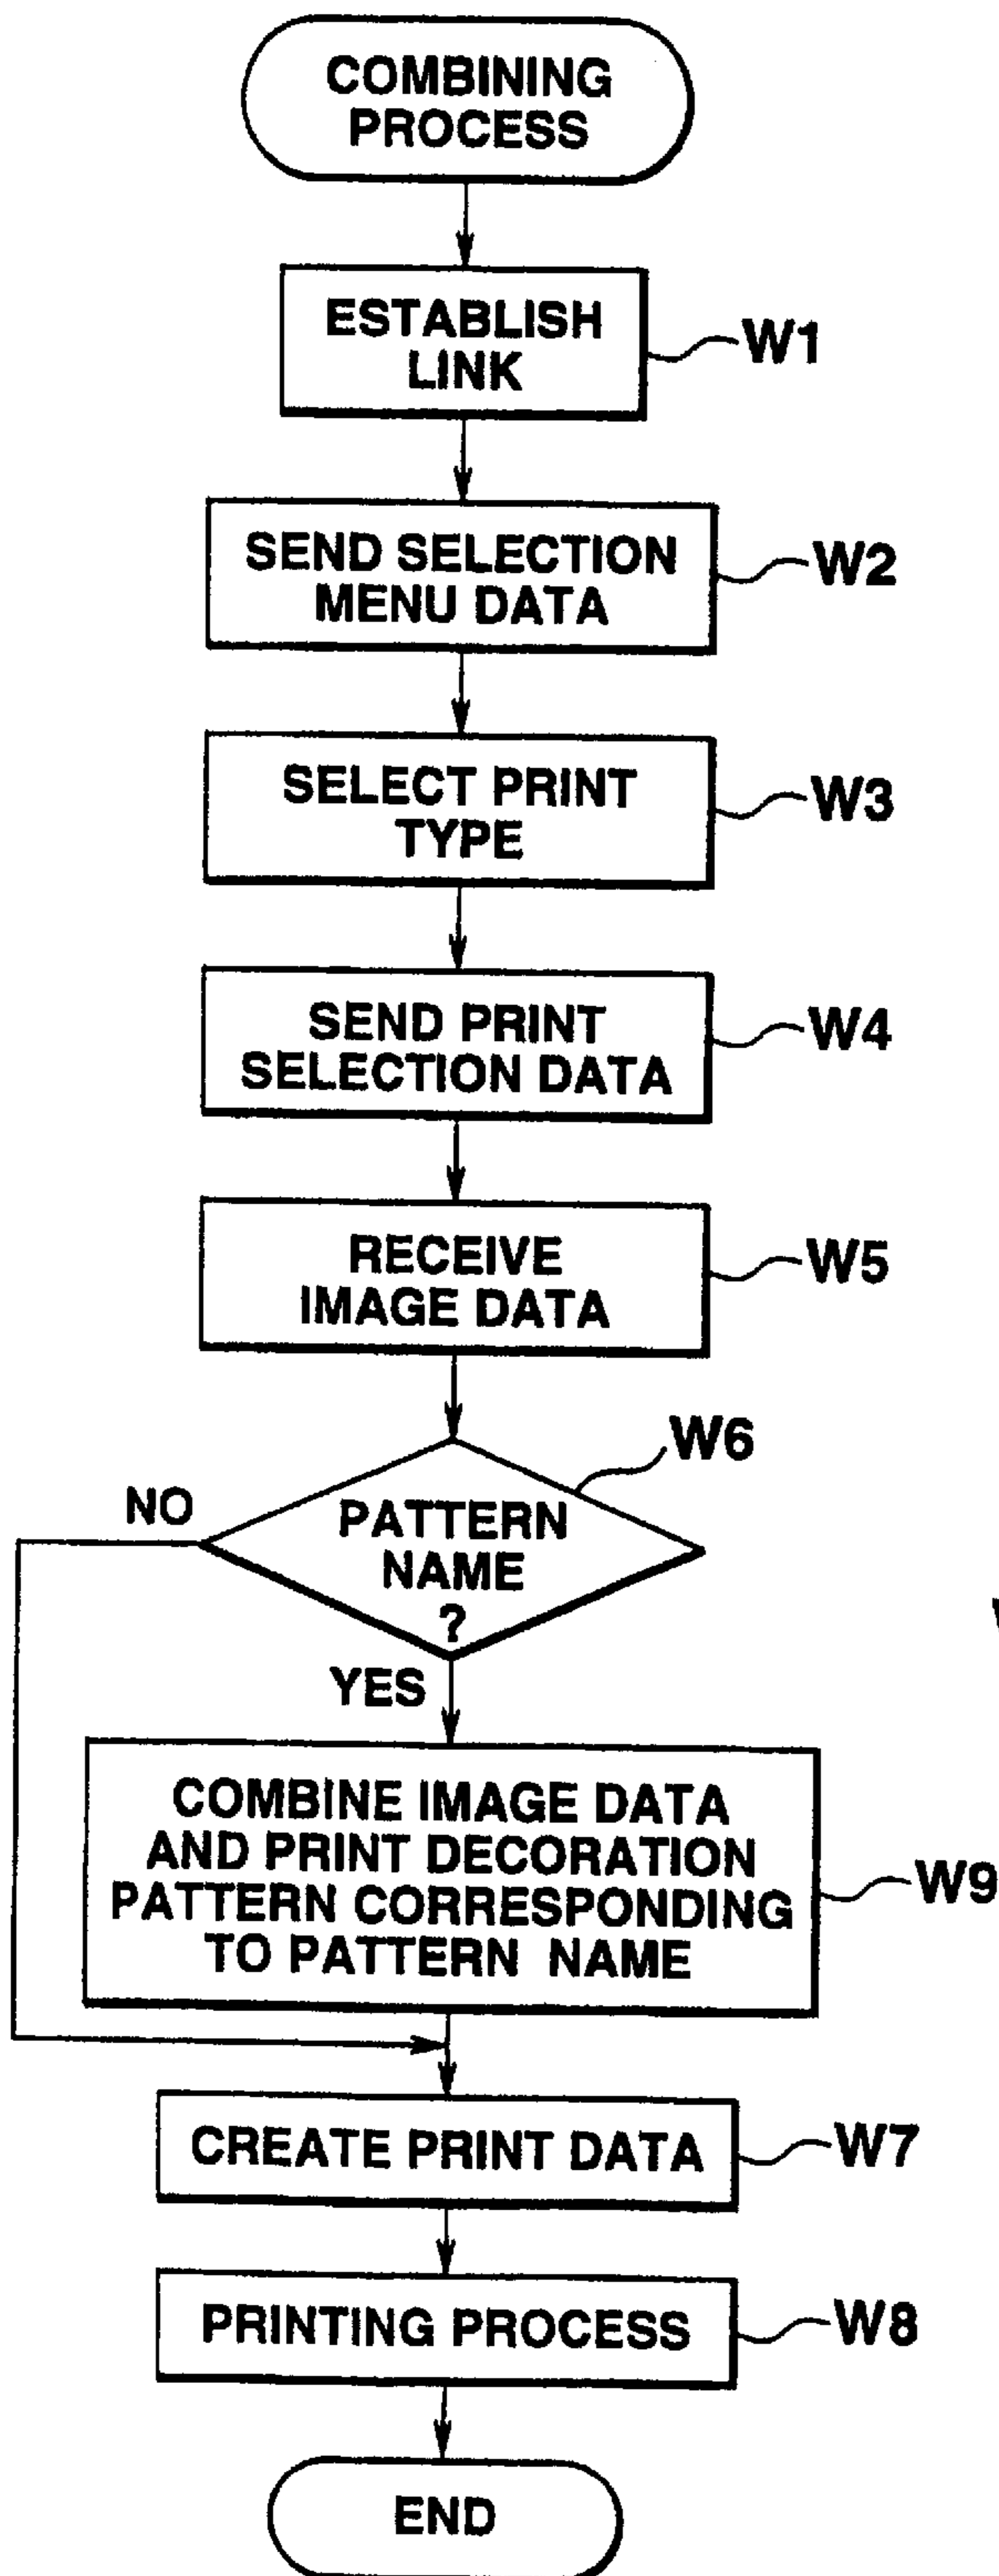 COMBINING
PROCESS
ESTABLISH
LINK
W1
SEND SELECTION
MENU DATA
W2
SELECT PRINT
TYPE
W3
SEND PRINT
SELECTION DATA
W4
RECEIVE
IMAGE DATA
W5
W6
NO
PATTERN
NAME
?
YES
COMBINE IMAGE DATA
AND PRINT DECORATION
PATTERN CORRESPONDING
TO PATTERN NAME
W9
CREATE PRINT DATA
W7
PRINTING PROCESS
W8
END